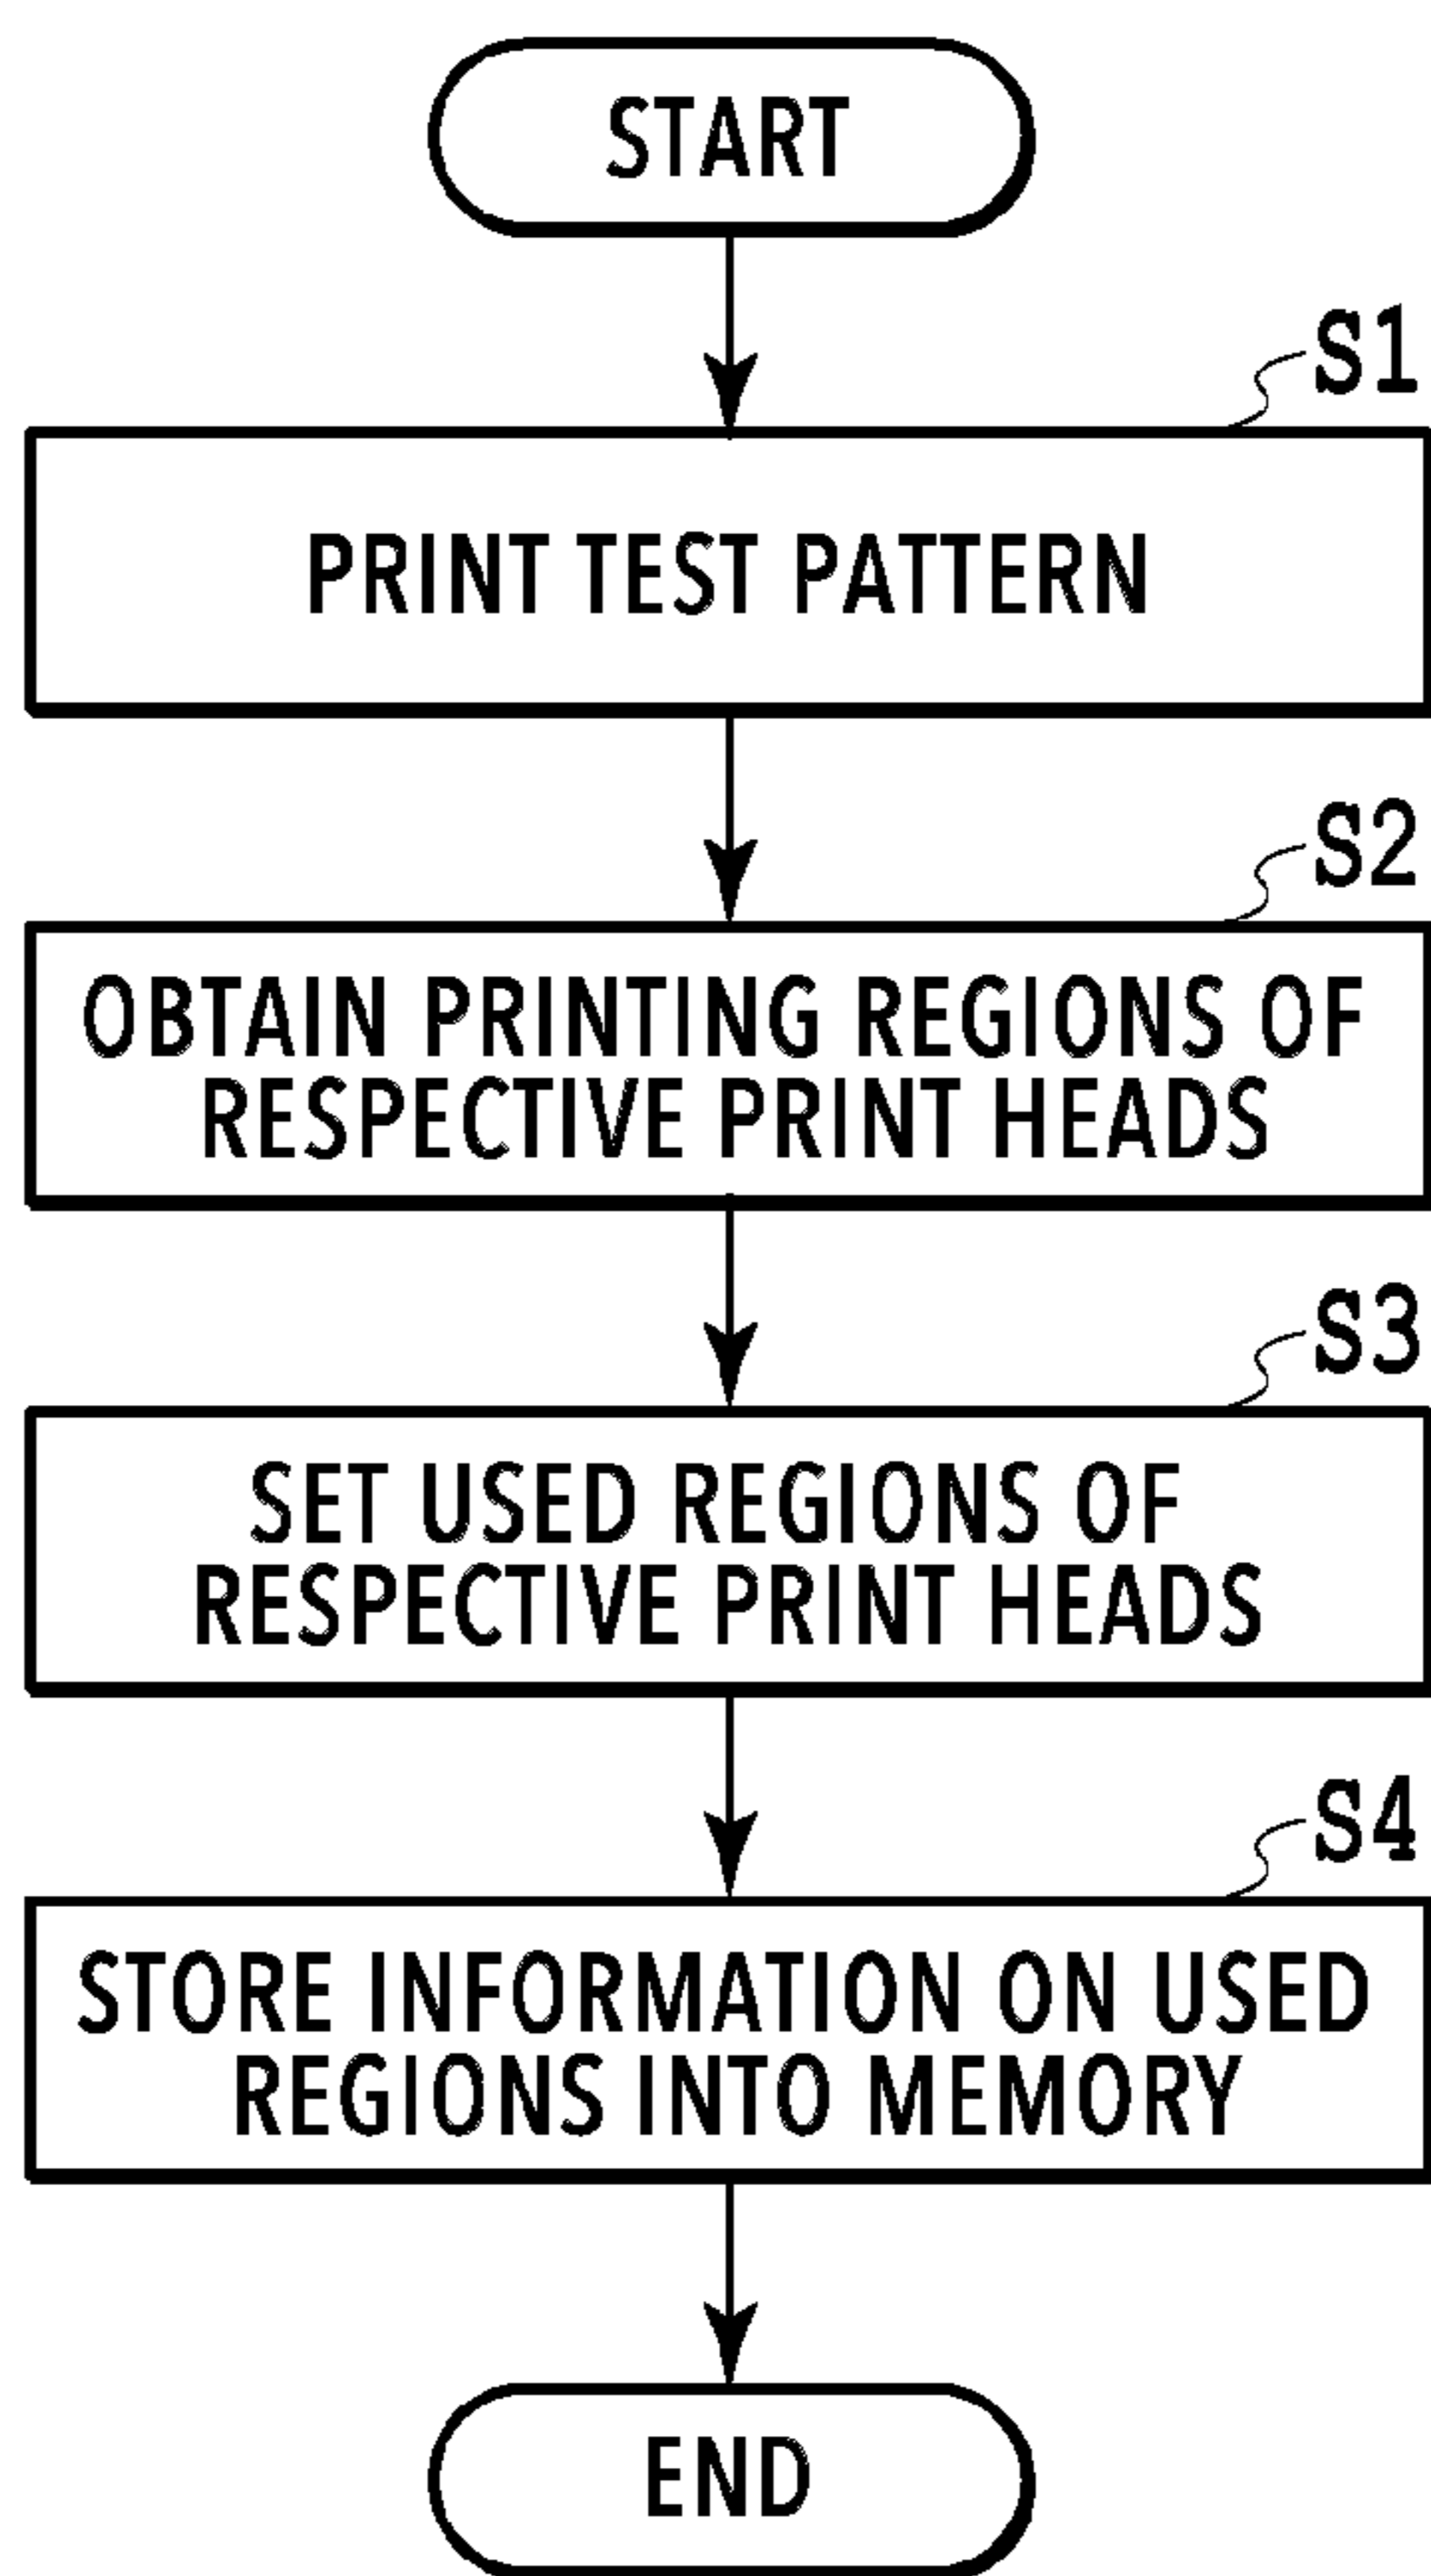 START
S1
PRINT TEST PATTERN
S2
OBTAIN PRINTING REGIONS OF
RESPECTIVE PRINT HEADS
S3
SET USED REGIONS OF
RESPECTIVE PRINT HEADS
S4
STORE INFORMATION ON USED
REGIONS INTO MEMORY
END